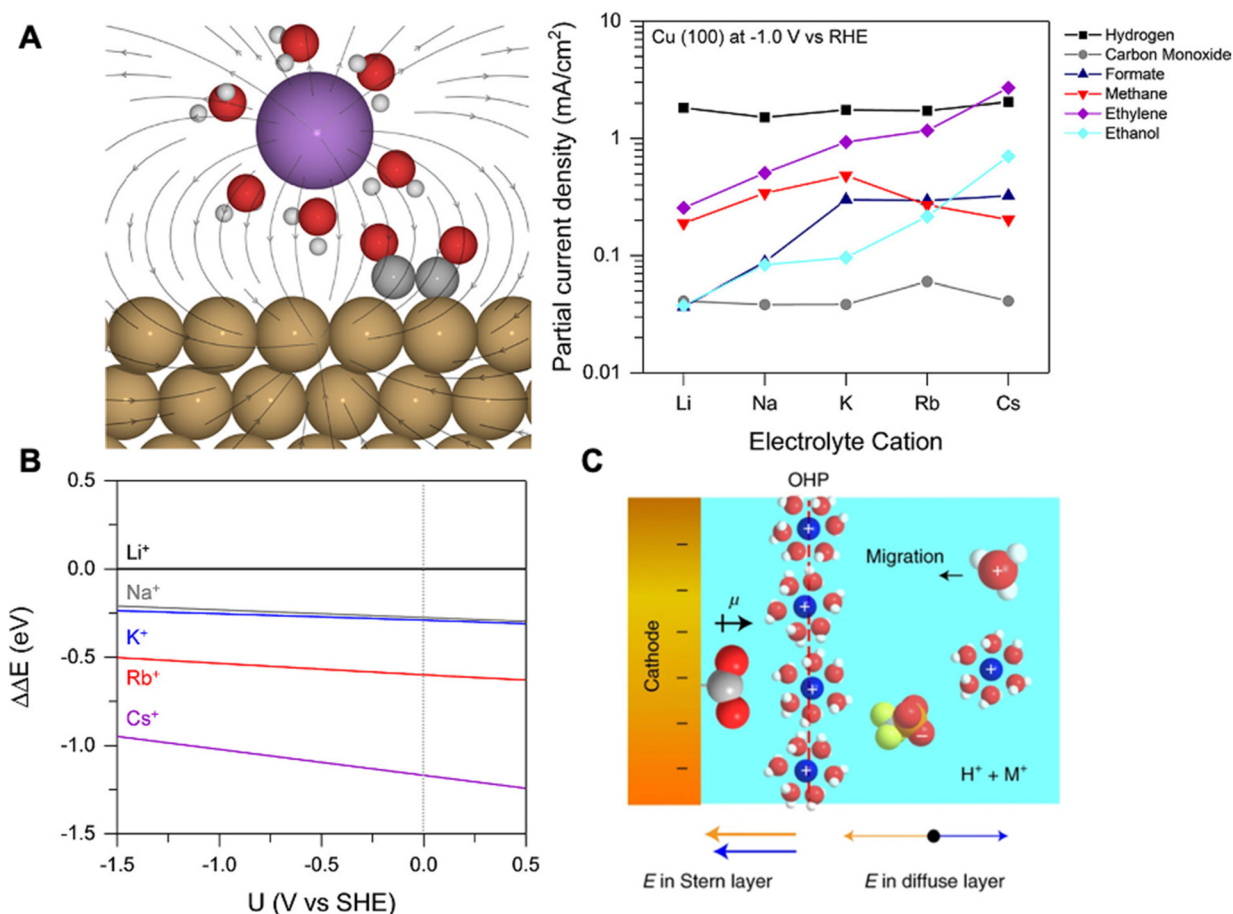 A
Cu (100) at -1.0 V vs RHE
Partial current density (mA/cm²)
10
1
0.1
0.01
Li Na K Rb Cs
Electrolyte Cation
Hydrogen
Carbon Monoxide
Formate
Methane
Ethylene
Ethanol
B
ΔΔE (eV)
0.5
0.0
-0.5
-1.0
-1.5
Li⁺
Na⁺
K⁺
Rb⁺
Cs⁺
-1.5 -1.0 -0.5 0.0 0.5
U (V vs SHE)
C
OHP
Cathode
− − − − − −
μ
+ + + +
Migration
+
+
−
H⁺ + M⁺
E in Stern layer
E in diffuse layer